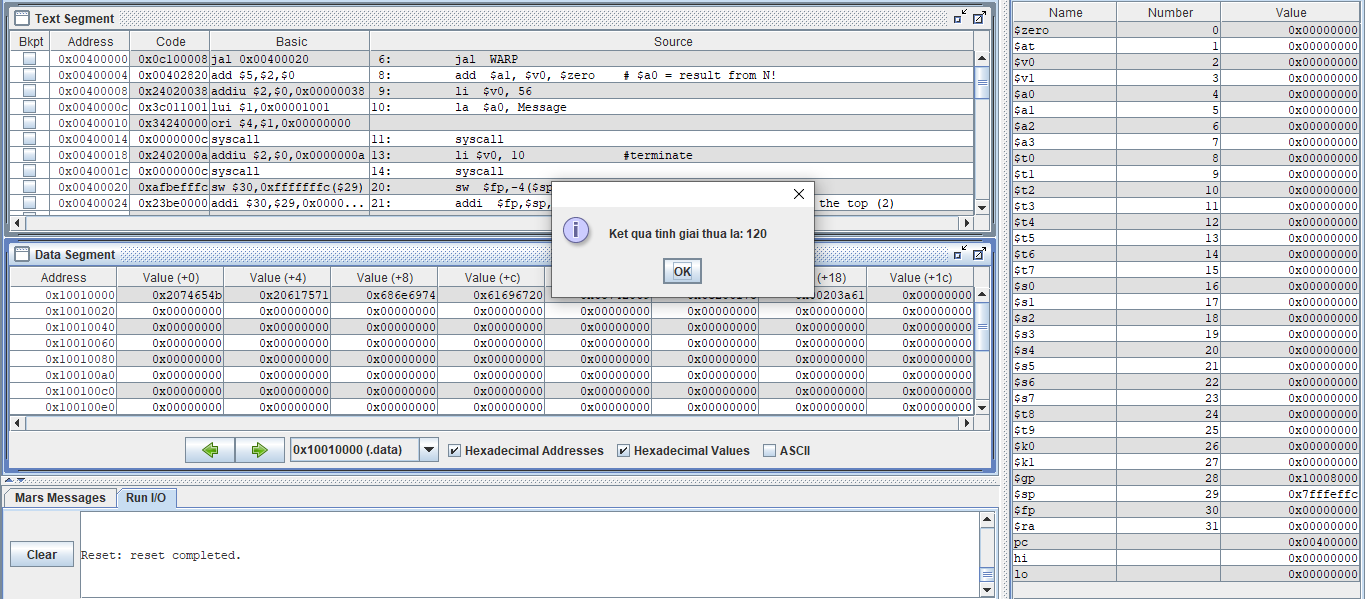 Text Segment
Bkpt Address Code Basic Source
0x00400000 0x0c100008 jal 0x00400020 6: jal WARP
0x00400004 0x00402820 add $5,$2,$0 8: add $a1, $v0, $zero # $a0 = result from N!
0x00400008 0x24020038 addiu $2,$0,0x00000038 9: li $v0, 56
0x0040000c 0x3c011001 lui $1,0x00001001 10: la $a0, Message
0x00400010 0x34240000 ori $4,$1,0x00000000
0x00400014 0x0000000c syscall 11: syscall
0x00400018 0x2402000a addiu $2,$0,0x0000000a 13: li $v0, 10 #terminate
0x0040001c 0x0000000c syscall 14: syscall
0x00400020 0xafbefffc sw $30,0xfffffffc($29) 20: sw $fp,-4($sp
0x00400024 0x23be0000 addi $30,$29,0x0000... 21: addi $fp,$sp, the top (2)
Ket qua tinh giai thua la: 120
OK
Data Segment
Address Value (+0) Value (+4) Value (+8) Value (+c) (+18) Value (+1c)
0x10010000 0x2074654b 0x20617571 0x686e6974 0x61696720 0x00203a61 0x00000000
0x10010020 0x00000000 0x00000000 0x00000000 0x00000000 0x00000000 0x00000000 0x00000000 0x00000000
0x10010040 0x00000000 0x00000000 0x00000000 0x00000000 0x00000000 0x00000000 0x00000000 0x00000000
0x10010060 0x00000000 0x00000000 0x00000000 0x00000000 0x00000000 0x00000000 0x00000000 0x00000000
0x10010080 0x00000000 0x00000000 0x00000000 0x00000000 0x00000000 0x00000000 0x00000000 0x00000000
0x100100a0 0x00000000 0x00000000 0x00000000 0x00000000 0x00000000 0x00000000 0x00000000 0x00000000
0x100100c0 0x00000000 0x00000000 0x00000000 0x00000000 0x00000000 0x00000000 0x00000000 0x00000000
0x100100e0 0x00000000 0x00000000 0x00000000 0x00000000 0x00000000 0x00000000 0x00000000 0x00000000
0x10010000 (.data) Hexadecimal Addresses Hexadecimal Values ASCII
Mars Messages Run I/O
Clear
Reset: reset completed.
Name Number Value
$zero 0 0x00000000
$at 1 0x00000000
$v0 2 0x00000000
$v1 3 0x00000000
$a0 4 0x00000000
$a1 5 0x00000000
$a2 6 0x00000000
$a3 7 0x00000000
$t0 8 0x00000000
$t1 9 0x00000000
$t2 10 0x00000000
$t3 11 0x00000000
$t4 12 0x00000000
$t5 13 0x00000000
$t6 14 0x00000000
$t7 15 0x00000000
$s0 16 0x00000000
$s1 17 0x00000000
$s2 18 0x00000000
$s3 19 0x00000000
$s4 20 0x00000000
$s5 21 0x00000000
$s6 22 0x00000000
$s7 23 0x00000000
$t8 24 0x00000000
$t9 25 0x00000000
$k0 26 0x00000000
$k1 27 0x00000000
$gp 28 0x10008000
$sp 29 0x7fffeffc
$fp 30 0x00000000
$ra 31 0x00000000
pc 0x00400000
hi 0x00000000
lo 0x00000000